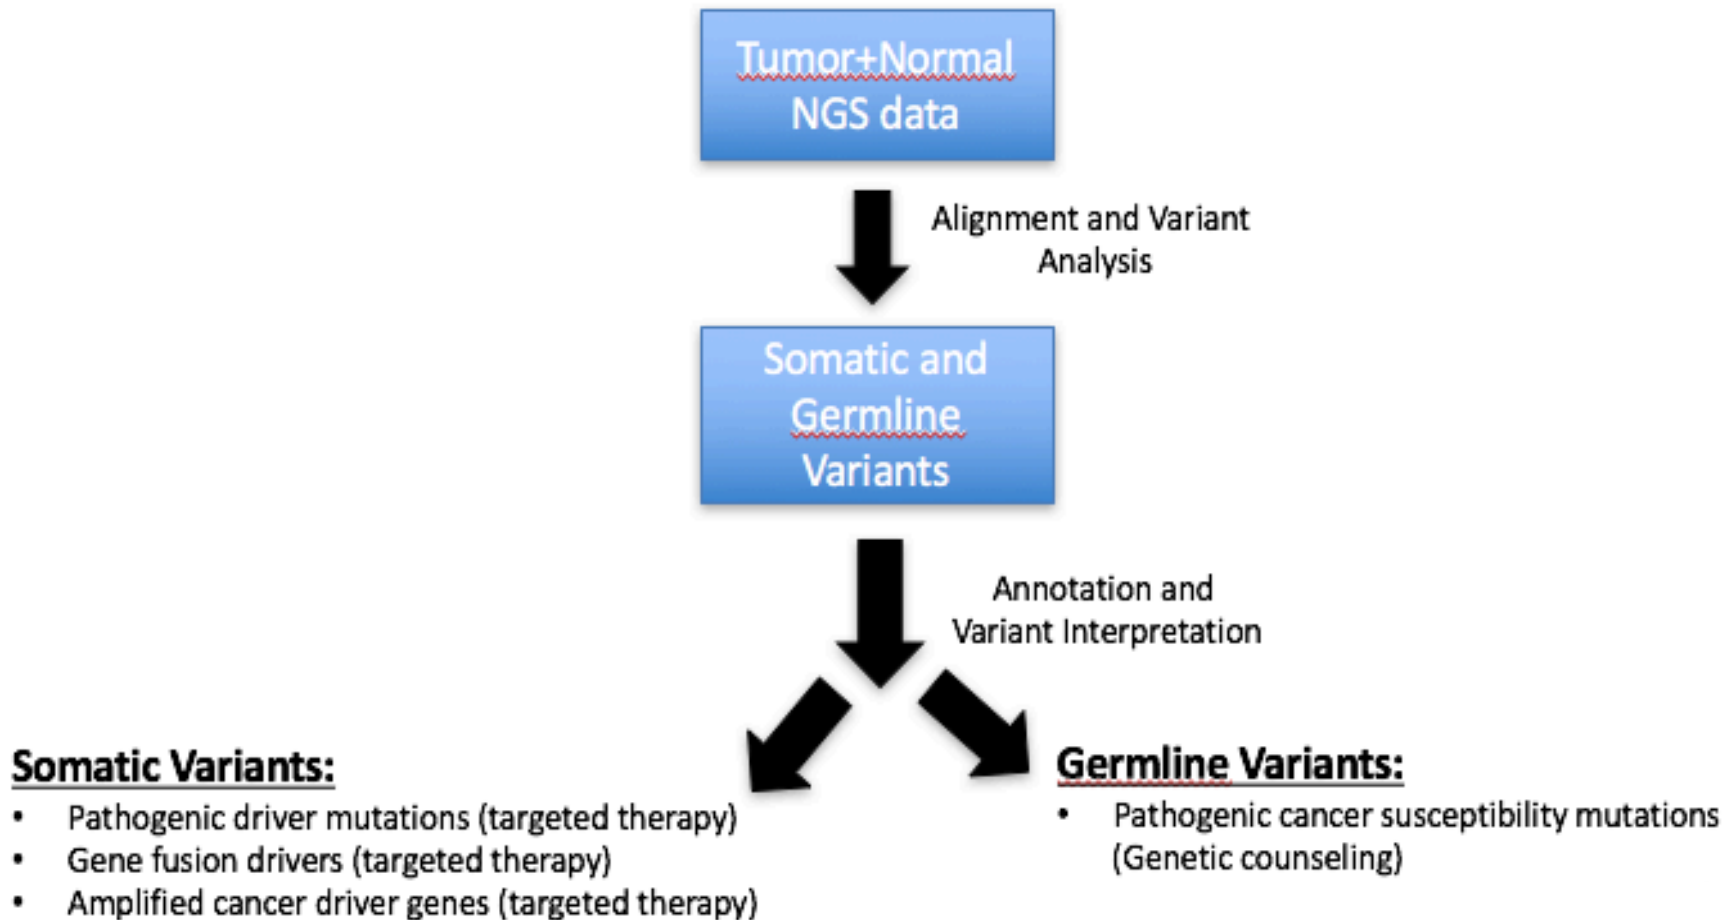 Tumor+Normal
NGS data
Alignment and Variant
Analysis
Somatic and
Germline
Variants
Annotation and
Variant Interpretation
Somatic Variants:
• Pathogenic driver mutations (targeted therapy)
• Gene fusion drivers (targeted therapy)
• Amplified cancer driver genes (targeted therapy)
Germline Variants:
• Pathogenic cancer susceptibility mutations
(Genetic counseling)